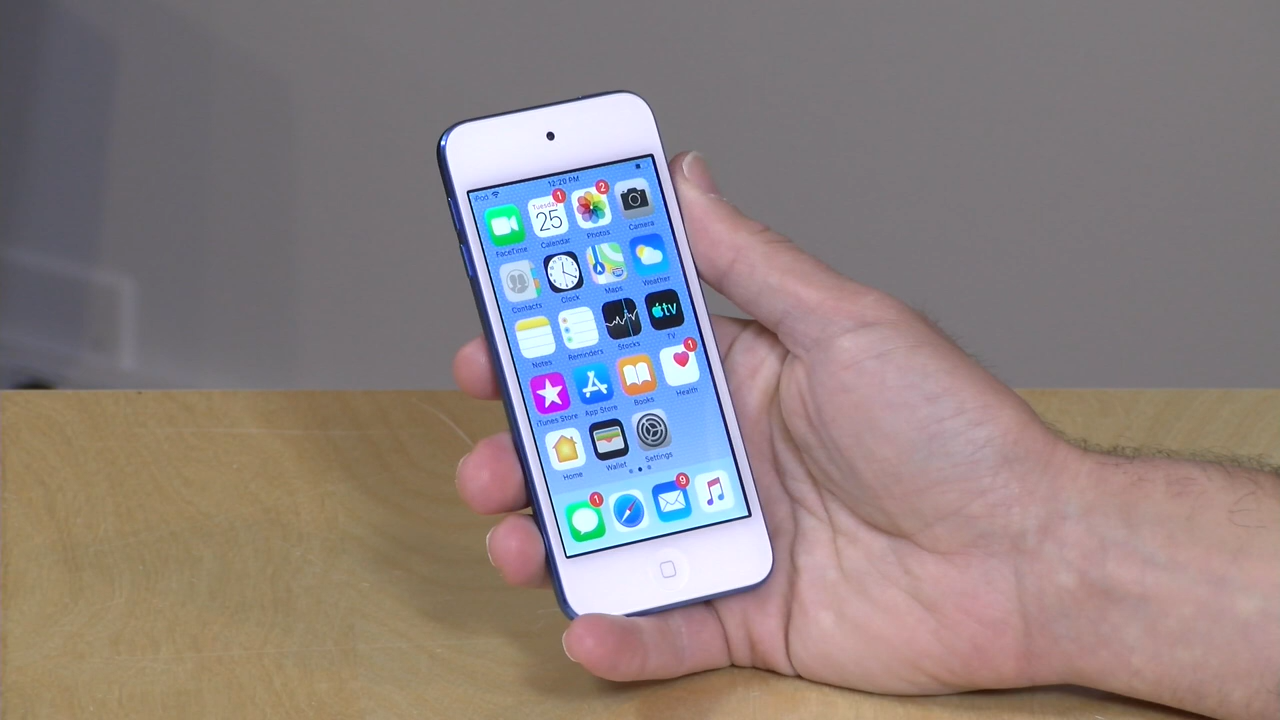 iPod 12:20 PM
Tuesday 1 2
25
FaceTime Calendar Photos Camera
Contacts Clock Maps Weather
tv
Notes Reminders Stocks TV
1
iTunes Store App Store Books Health
Home Wallet Settings
1 9